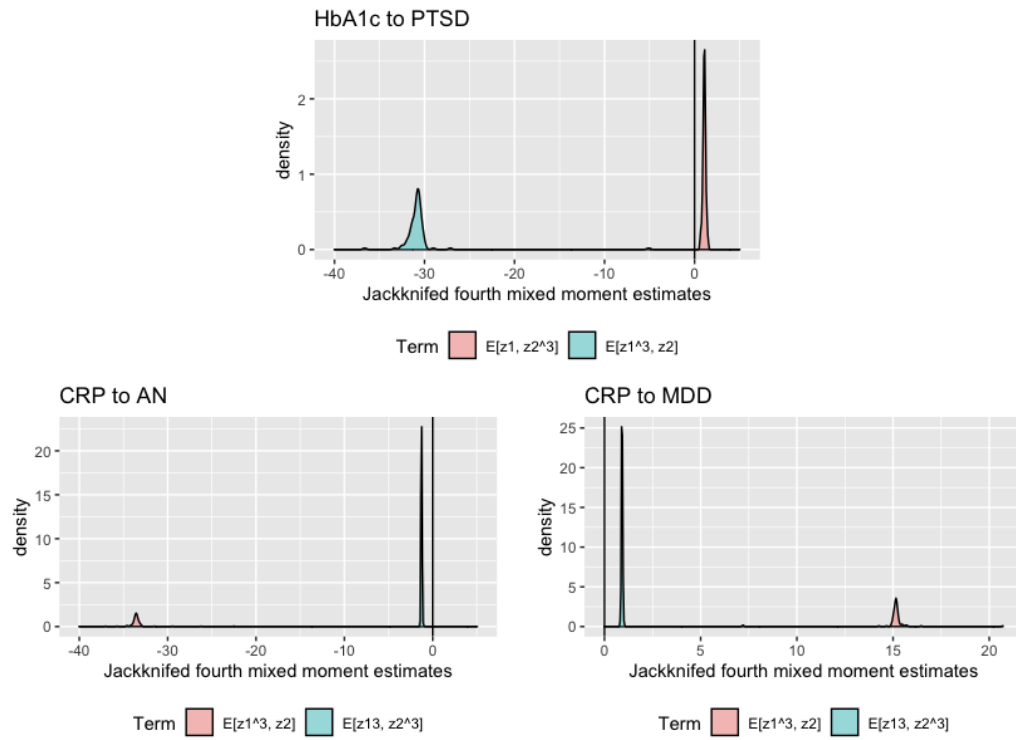 HbA1c to PTSD
density
2
1
0
-40 -30 -20 -10 0
Jackknifed fourth mixed moment estimates
Term E[z1, z2^3] E[z1^3, z2]
CRP to AN
density
20
15
10
5
0
-40 -30 -20 -10 0
Jackknifed fourth mixed moment estimates
Term E[z1^3, z2] E[z13, z2^3]
CRP to MDD
density
25
20
15
10
5
0
0 5 10 15 20
Jackknifed fourth mixed moment estimates
Term E[z1^3, z2] E[z13, z2^3]